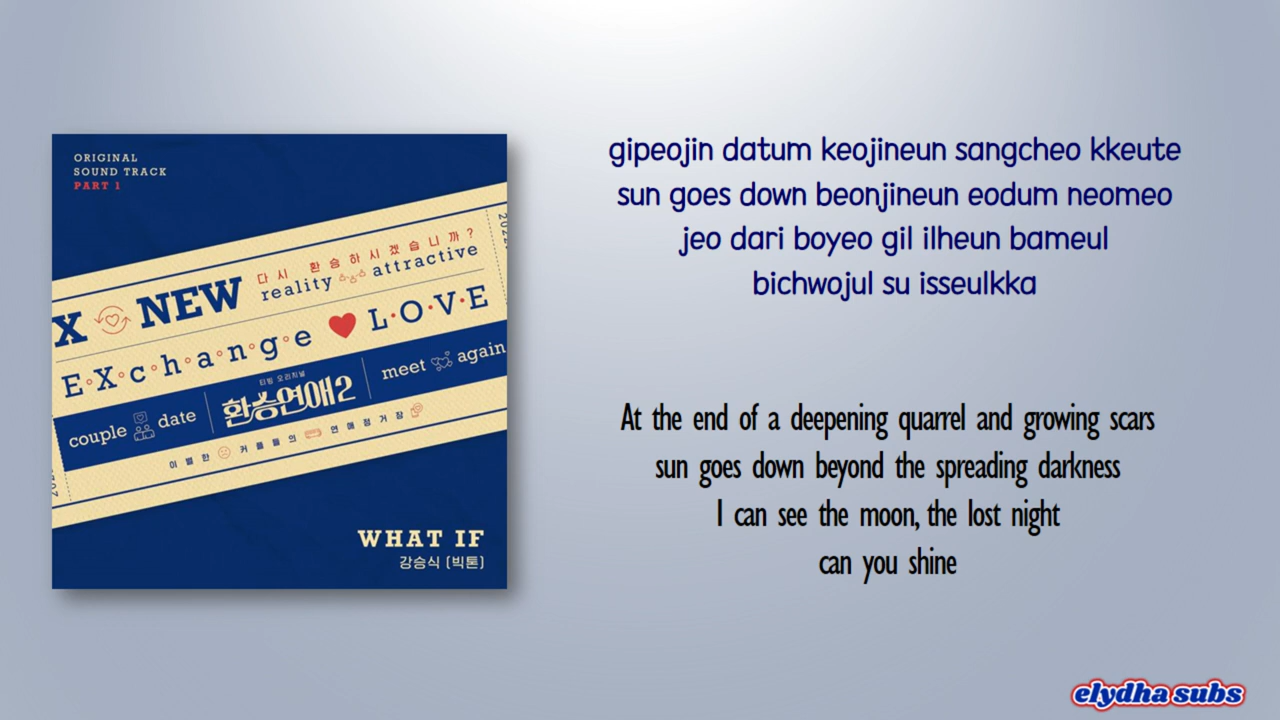 ORIGINAL
SOUND TRACK
PART 1
다시 환승하시겠습니까?
X NEW reality attractive
EXchange LOVE
티빙 오리지널
couple date 환승연애2 meet again
이별한 커플들의 연애정거장
WHAT IF
강승식 (빅톤)
gipeojin datum keojineun sangcheo kkeute
sun goes down beonjineun eodum neomeo
jeo dari boyeo gil ilheun bameul
bichwojul su isseulkka
At the end of a deepening quarrel and growing scars
sun goes down beyond the spreading darkness
I can see the moon, the lost night
can you shine
elydha subs